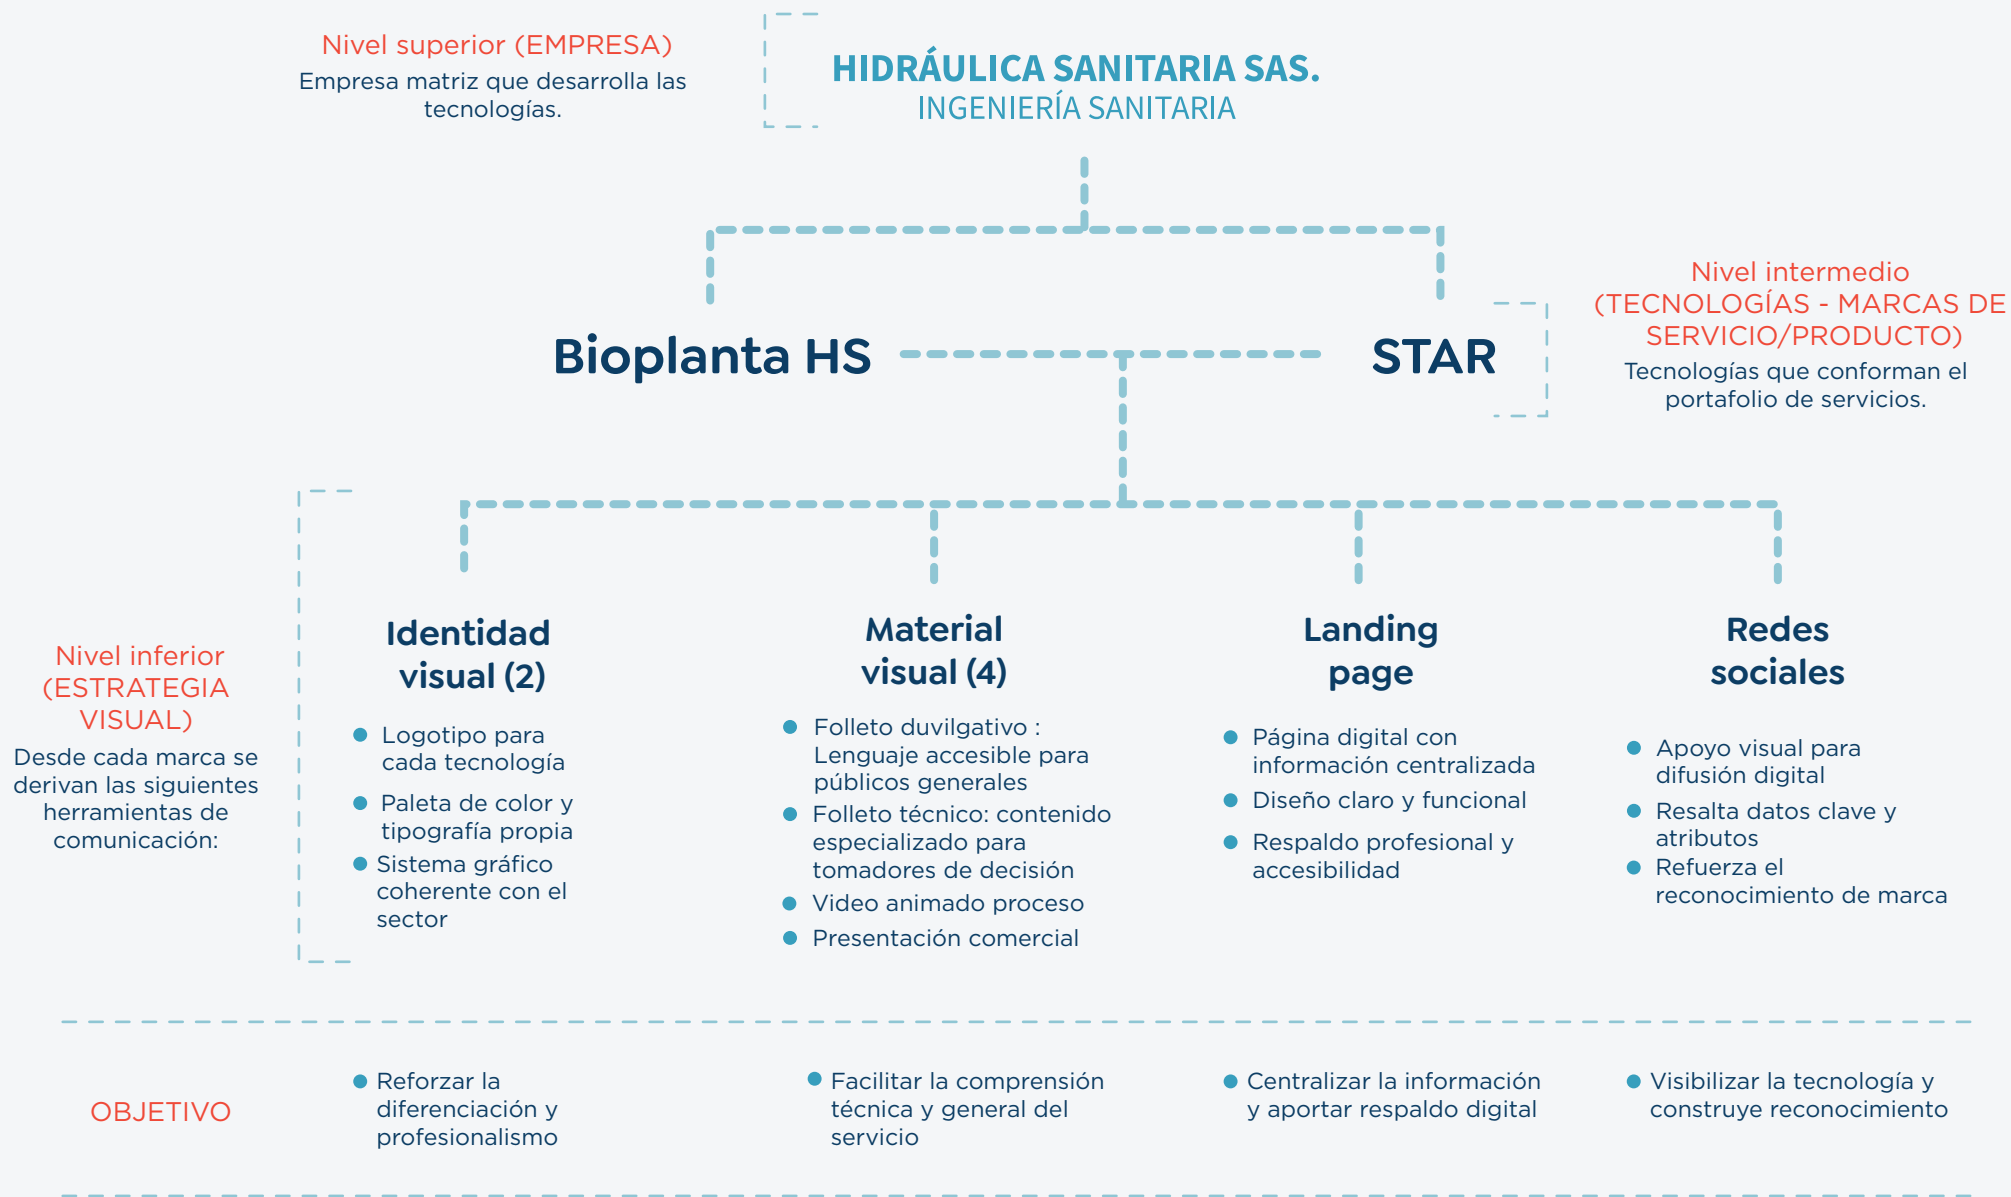 Nivel superior (EMPRESA)
Empresa matriz que desarrolla las
tecnologías.
HIDRÁULICA SANITARIA SAS.
INGENIERÍA SANITARIA
Bioplanta HS
STAR
Nivel intermedio
(TECNOLOGÍAS - MARCAS DE
SERVICIO/PRODUCTO)
Tecnologías que conforman el
portafolio de servicios.
Nivel inferior
(ESTRATEGIA
VISUAL)
Desde cada marca se
derivan las siguientes
herramientas de
comunicación:
Identidad
visual (2)
Logotipo para
cada tecnología
Paleta de color y
tipografía propia
Sistema gráfico
coherente con el
sector
Material
visual (4)
Folleto duvilgativo :
Lenguaje accesible para
públicos generales
Folleto técnico: contenido
especializado para
tomadores de decisión
Video animado proceso
Presentación comercial
Landing
page
Página digital con
información centralizada
Diseño claro y funcional
Respaldo profesional y
accesibilidad
Redes
sociales
Apoyo visual para
difusión digital
Resalta datos clave y
atributos
Refuerza el
reconocimiento de marca
OBJETIVO
Reforzar la
diferenciación y
profesionalismo
Facilitar la comprensión
técnica y general del
servicio
Centralizar la información
y aportar respaldo digital
Visibilizar la tecnología y
construye reconocimiento